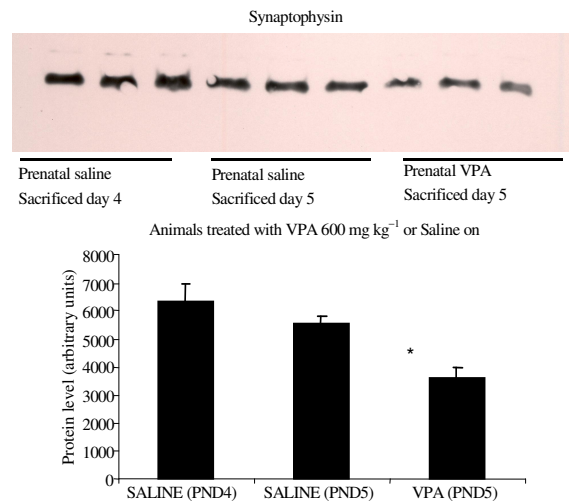 Synaptophysin
Prenatal saline
Sacrificed day 4
Prenatal saline
Sacrificed day 5
Prenatal VPA
Sacrificed day 5
Animals treated with VPA 600 mg kg⁻¹ or Saline on
Protein level (arbitrary units)
8000
7000
6000
5000
4000
3000
2000
1000
0
*
SALINE (PND4)
SALINE (PND5)
VPA (PND5)